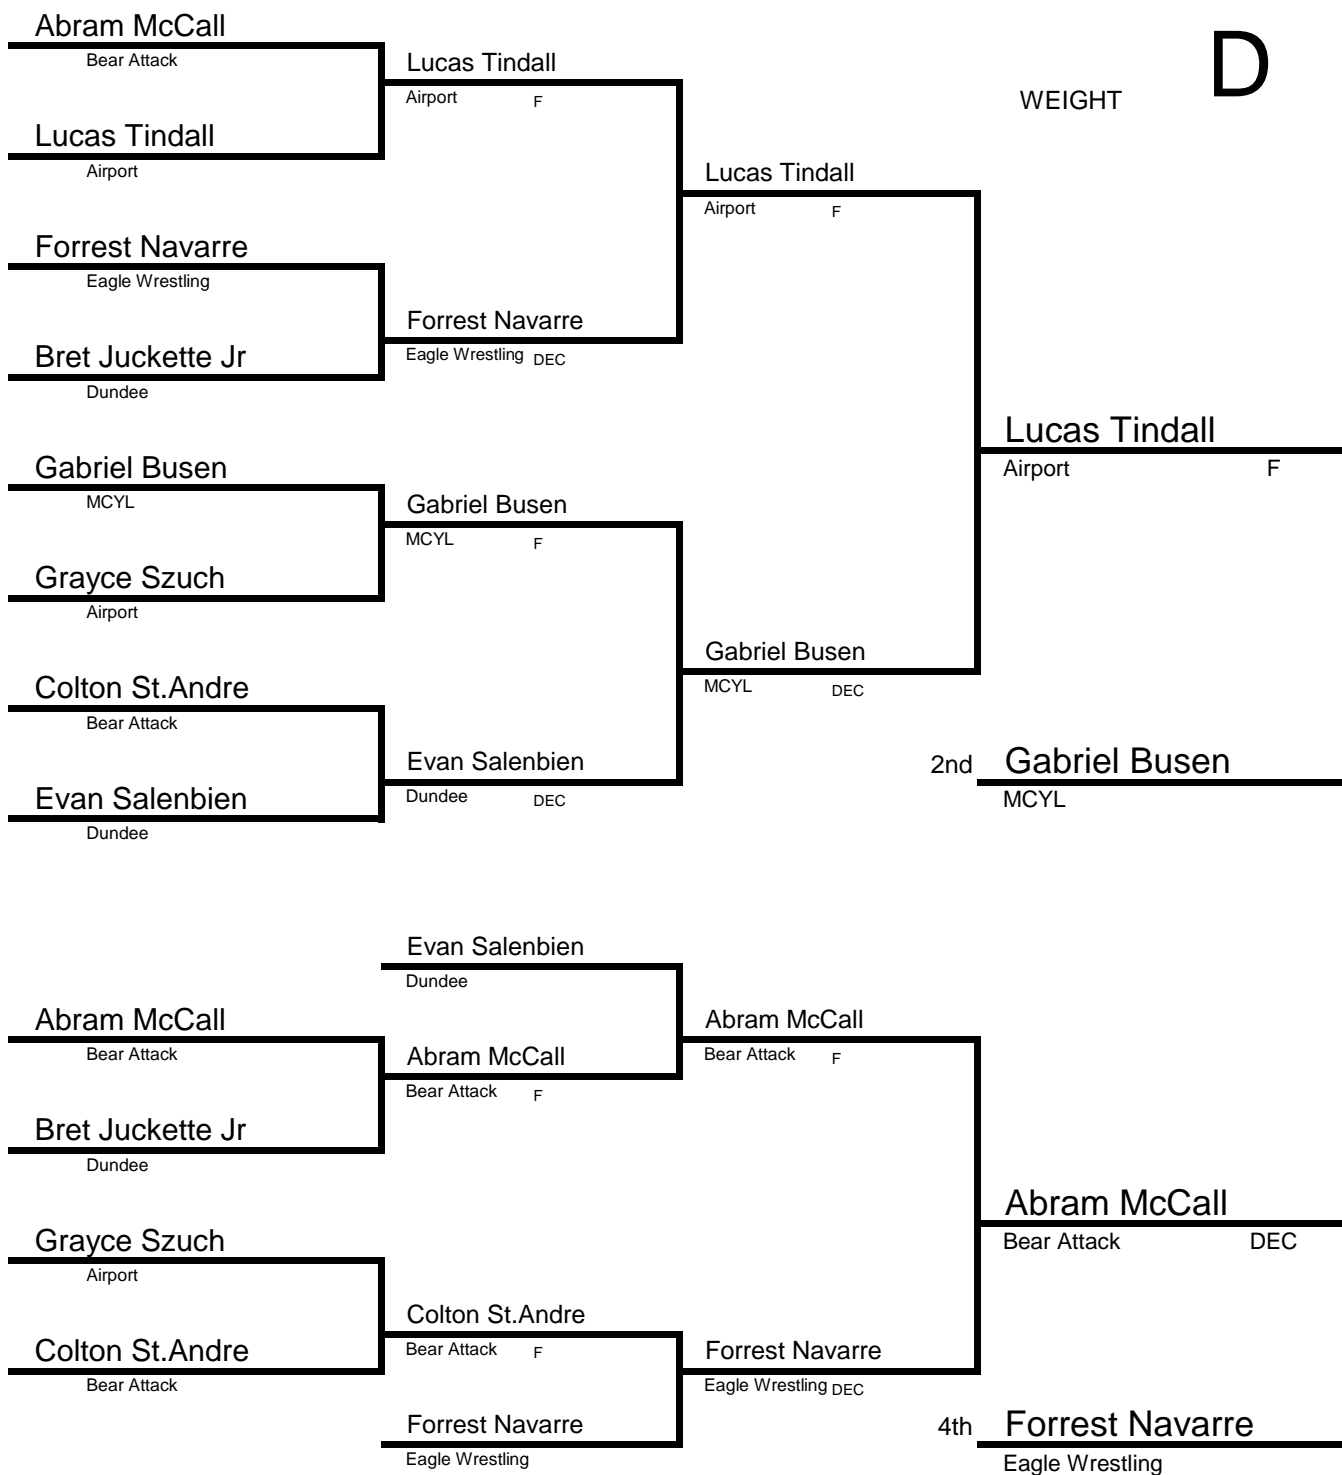 Abram McCall
Bear Attack
Lucas Tindall
Airport F
D
WEIGHT
Lucas Tindall
Airport
Lucas Tindall
Airport F
Forrest Navarre
Eagle Wrestling
Forrest Navarre
Eagle Wrestling DEC
Bret Juckette Jr
Dundee
Lucas Tindall
Airport F
Gabriel Busen
MCYL
Gabriel Busen
MCYL F
Grayce Szuch
Airport
Gabriel Busen
MCYL DEC
Colton St.Andre
Bear Attack
Evan Salenbien
Dundee DEC
2nd Gabriel Busen
MCYL
Evan Salenbien
Dundee
Evan Salenbien
Dundee
Abram McCall
Bear Attack
Abram McCall
Bear Attack F
Abram McCall
Bear Attack F
Bret Juckette Jr
Dundee
Abram McCall
Bear Attack DEC
Grayce Szuch
Airport
Colton St.Andre
Bear Attack F
Colton St.Andre
Bear Attack
Forrest Navarre
Eagle Wrestling DEC
Forrest Navarre
Eagle Wrestling
4th Forrest Navarre
Eagle Wrestling